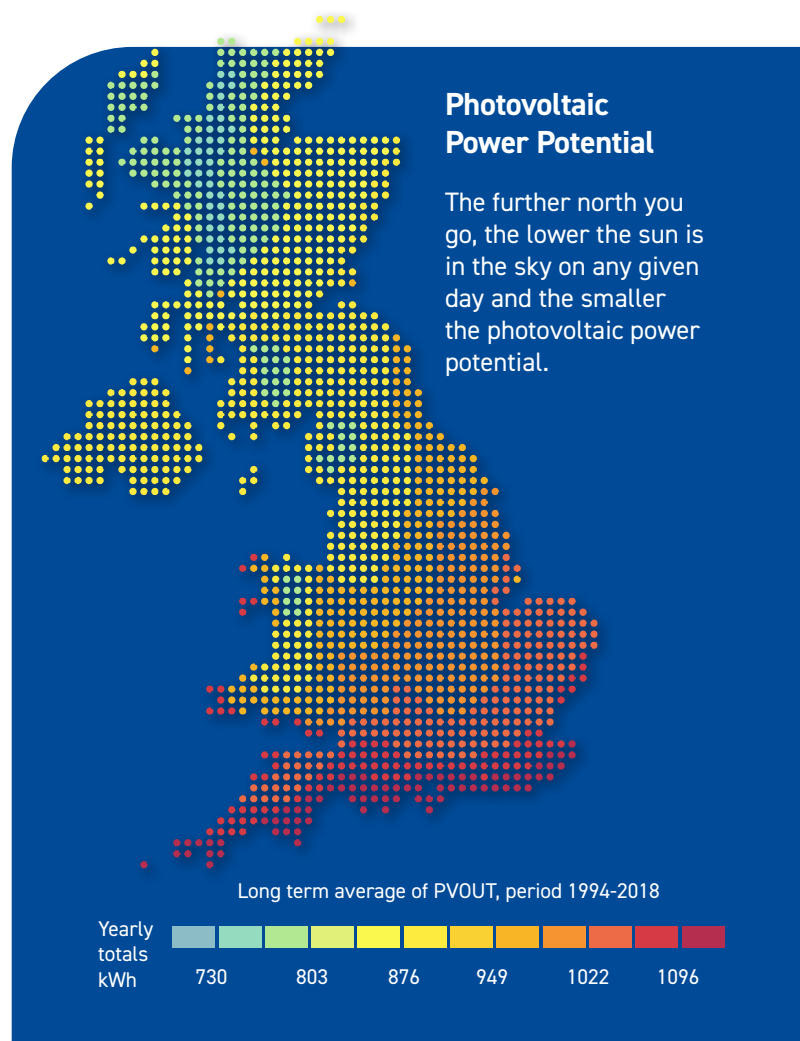 Photovoltaic
Power Potential
The further north you
go, the lower the sun is
in the sky on any given
day and the smaller
the photovoltaic power
potential.
Long term average of PVOUT, period 1994-2018
Yearly
totals
kWh
730 803 876 949 1022 1096